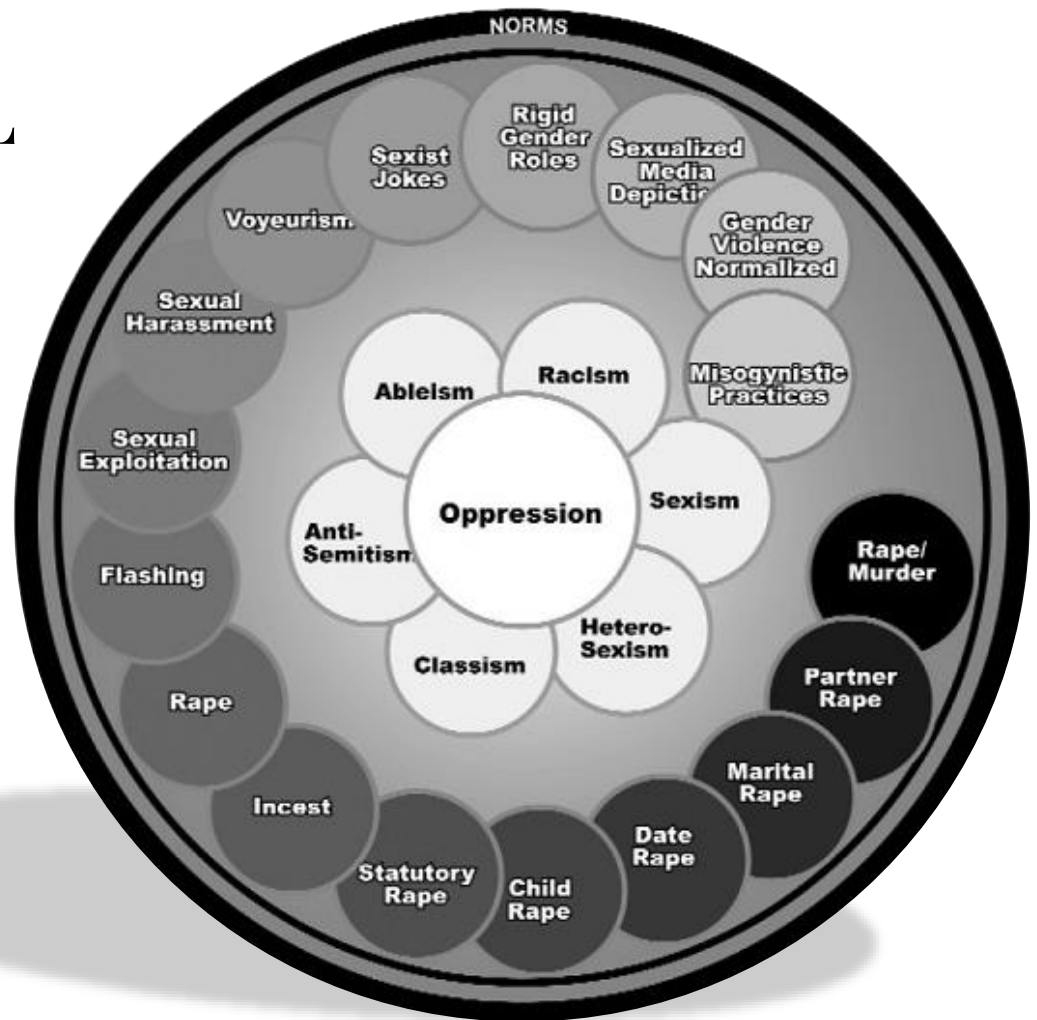 NORMS
Rigid
Gender
Roles
Sexualized
Media
Depictio
Gender
Violence
Normalized
Misogynistic
Practices
Sexist
Jokes
Voyeurism
Sexual
Harassment
Sexual
Exploitation
Flashing
Rape
Incest
Statutory
Rape
Child
Rape
Date
Rape
Marital
Rape
Partner
Rape
Rape/
Murder
Ableism
Racism
Sexism
Hetero-
Sexism
Classism
Anti-
Semitism
Oppression